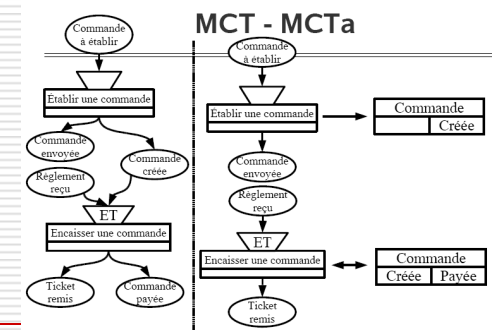 MCT - MCTa
Commande
à établir
Établir une commande
Commande
envoyée
Commande
créée
Règlement
reçu
ET
Encaisser une commande
Ticket
remis
Commande
payée
Commande
à établir
Établir une commande
Commande
Créée
Commande
envoyée
Règlement
reçu
ET
Encaisser une commande
Commande
Créée Payée
Ticket
remis